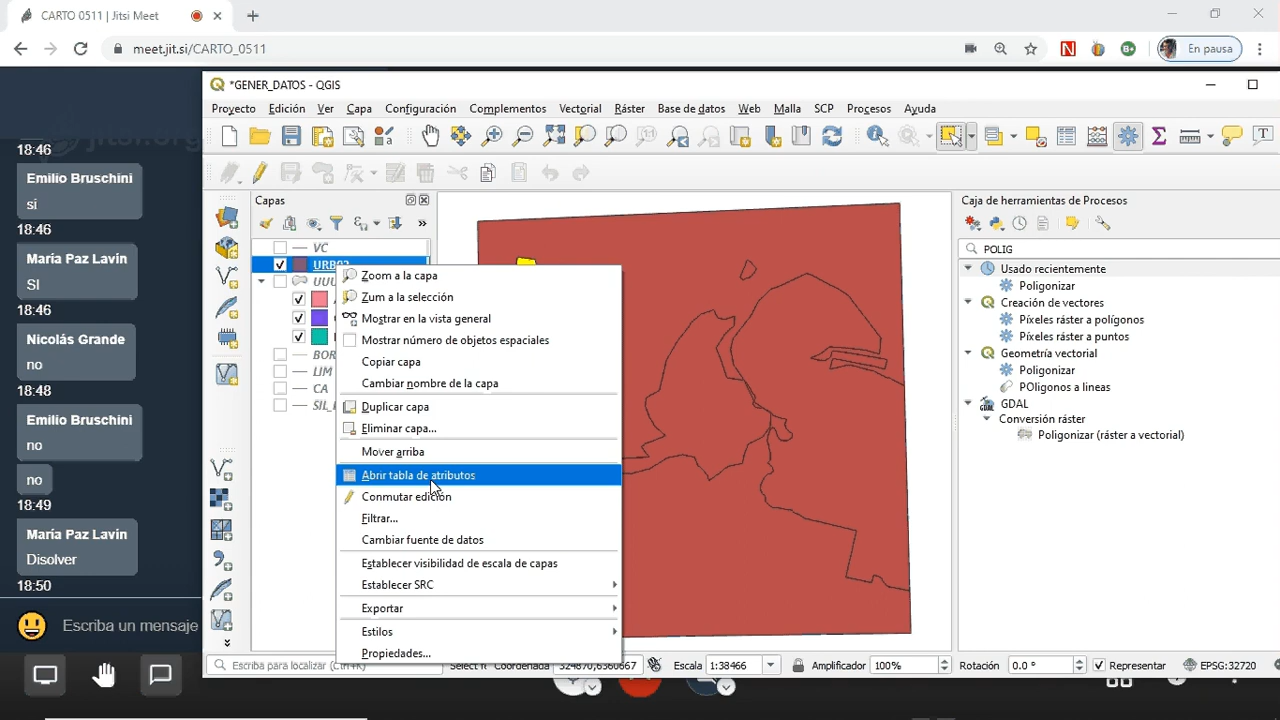 CARTO 0511 | Jitsi Meet
meet.jit.si/CARTO_0511
En pausa
18:46
Emilio Bruschini
si
18:46
María Paz Lavín
SI
18:46
Nicolás Grande
no
18:48
Emilio Bruschini
no
no
18:49
María Paz Lavín
Disolver
18:50
Escriba un mensaje
*GENER_DATOS - QGIS
Proyecto Edición Ver Capa Configuración Complementos Vectorial Ráster Base de datos Web Malla SCP Procesos Ayuda
Capas
VC
URB02
BOR
LIM
CA
Zoom a la capa
Zum a la selección
Mostrar en la vista general
Mostrar número de objetos espaciales
Copiar capa
Cambiar nombre de la capa
Duplicar capa
Eliminar capa...
Mover arriba
Abrir tabla de atributos
Conmutar edición
Filtrar...
Cambiar fuente de datos
Establecer visibilidad de escala de capas
Establecer SRC
Exportar
Estilos
Propiedades...
Caja de herramientas de Procesos
POLIG
Usado recientemente
Poligonizar
Creación de vectores
Píxeles ráster a polígonos
Píxeles ráster a puntos
Geometría vectorial
Poligonizar
POligonos a lineas
GDAL
Conversión ráster
Poligonizar (ráster a vectorial)
Escriba para localizar (Ctrl+K) Coordenada 324870,6360667 Escala 1:38466 Amplificador 100% Rotación 0.0 ° Representar EPSG:32720